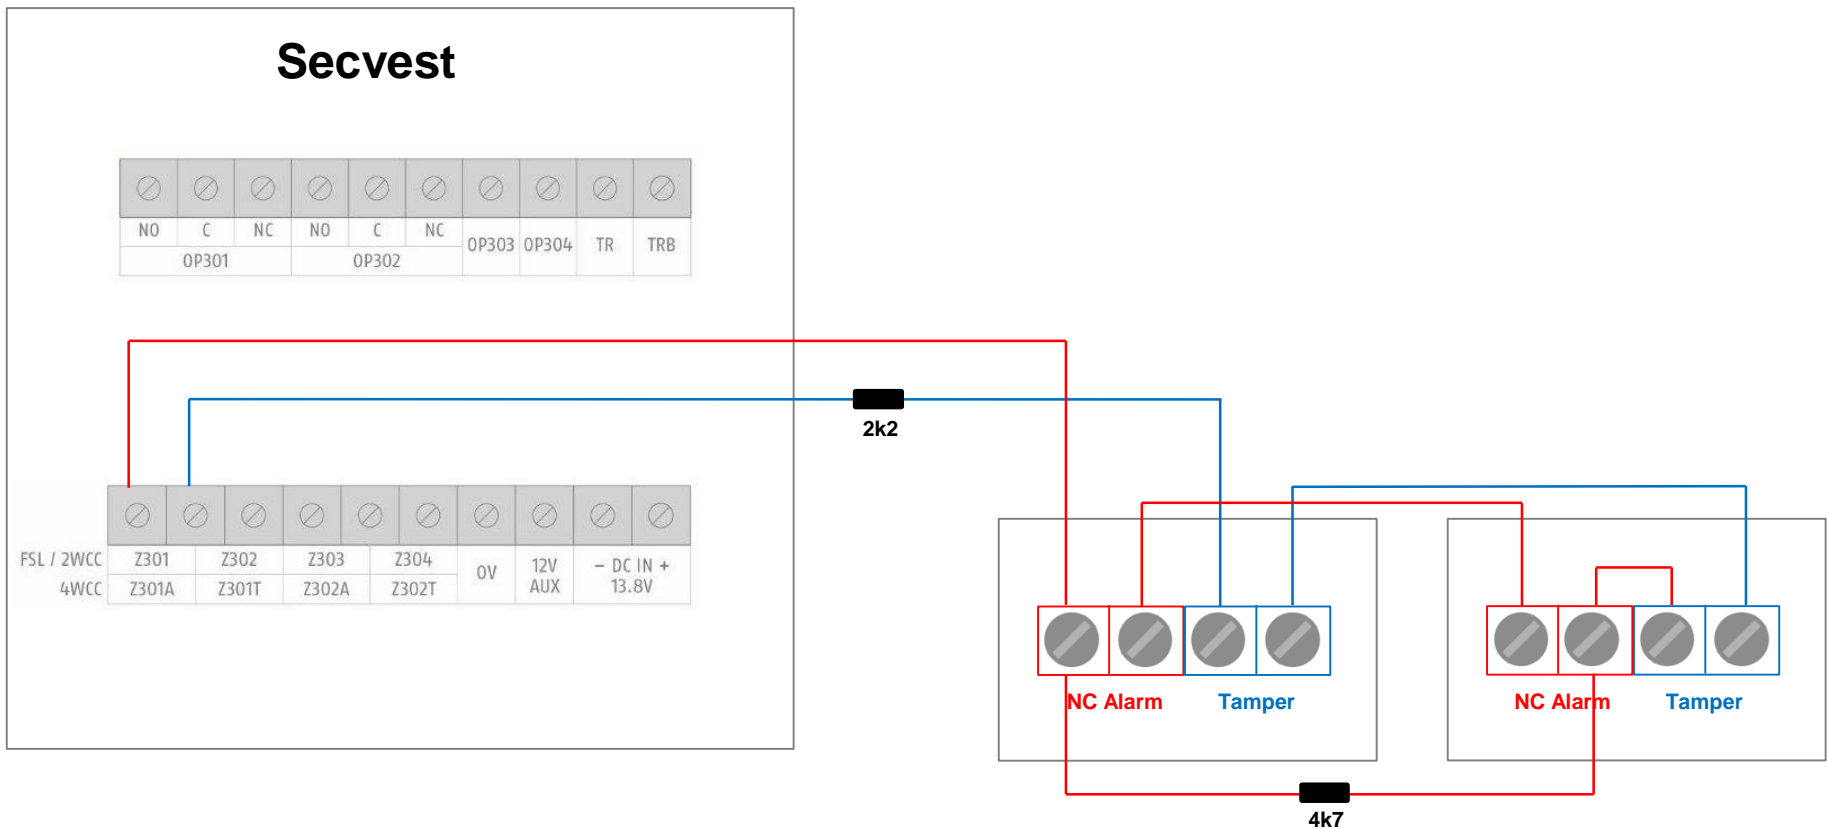 Secvest
NO C NC NO C NC OP303 OP304 TR TRB
OP301 OP302
2k2
FSL / 2WCC Z301 Z302 Z303 Z304 0V 12V AUX – DC IN + 13.8V
4WCC Z301A Z301T Z302A Z302T
NC Alarm Tamper NC Alarm Tamper
4k7